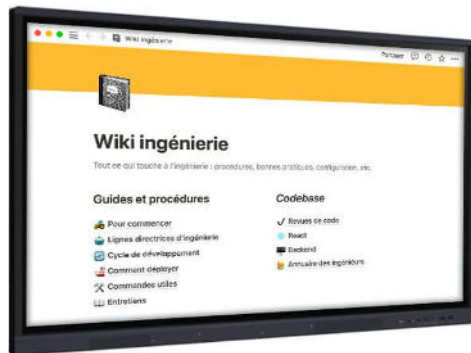 Wiki ingénierie
Partager
Wiki ingénierie
Tout ce qui touche à l'ingénierie : procédures, bonnes pratiques, configuration, etc.
Guides et procédures
Pour commencer
Lignes directrices d'ingénierie
Cycle de développement
Comment déployer
Commandes utiles
Entretiens
Codebase
Revues de code
React
Backend
Annuaire des ingénieurs